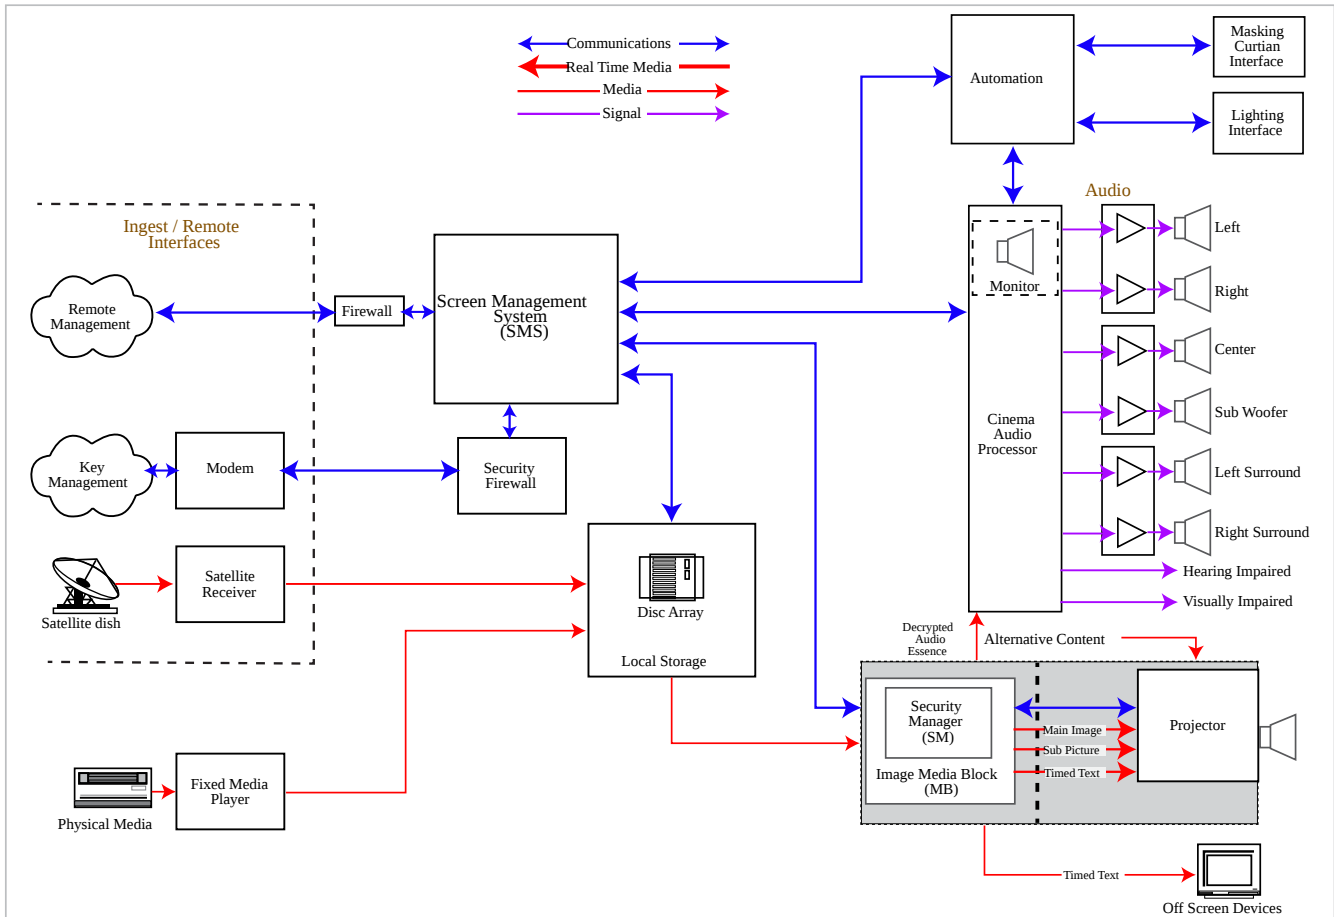 Communications
Real Time Media
Media
Signal
Automation
Masking
Curtian
Interface
Lighting
Interface
Ingest / Remote
Interfaces
Audio
Remote
Management
Firewall
Screen Management
System
(SMS)
Monitor
Left
Right
Center
Sub Woofer
Left Surround
Right Surround
Hearing Impaired
Visually Impaired
Cinema
Audio
Processor
Key
Management
Modem
Security
Firewall
Satellite dish
Satellite
Receiver
Disc Array
Local Storage
Decrypted
Audio
Essence
Alternative Content
Security
Manager
(SM)
Image Media Block
(MB)
Main Image
Sub Picture
Timed Text
Projector
Physical Media
Fixed Media
Player
Timed Text
Off Screen Devices